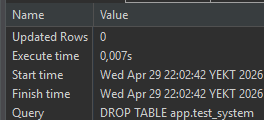 Name Value
Updated Rows 0
Execute time 0,007s
Start time Wed Apr 29 22:02:42 YEKT 2026
Finish time Wed Apr 29 22:02:42 YEKT 2026
Query DROP TABLE app.test_system